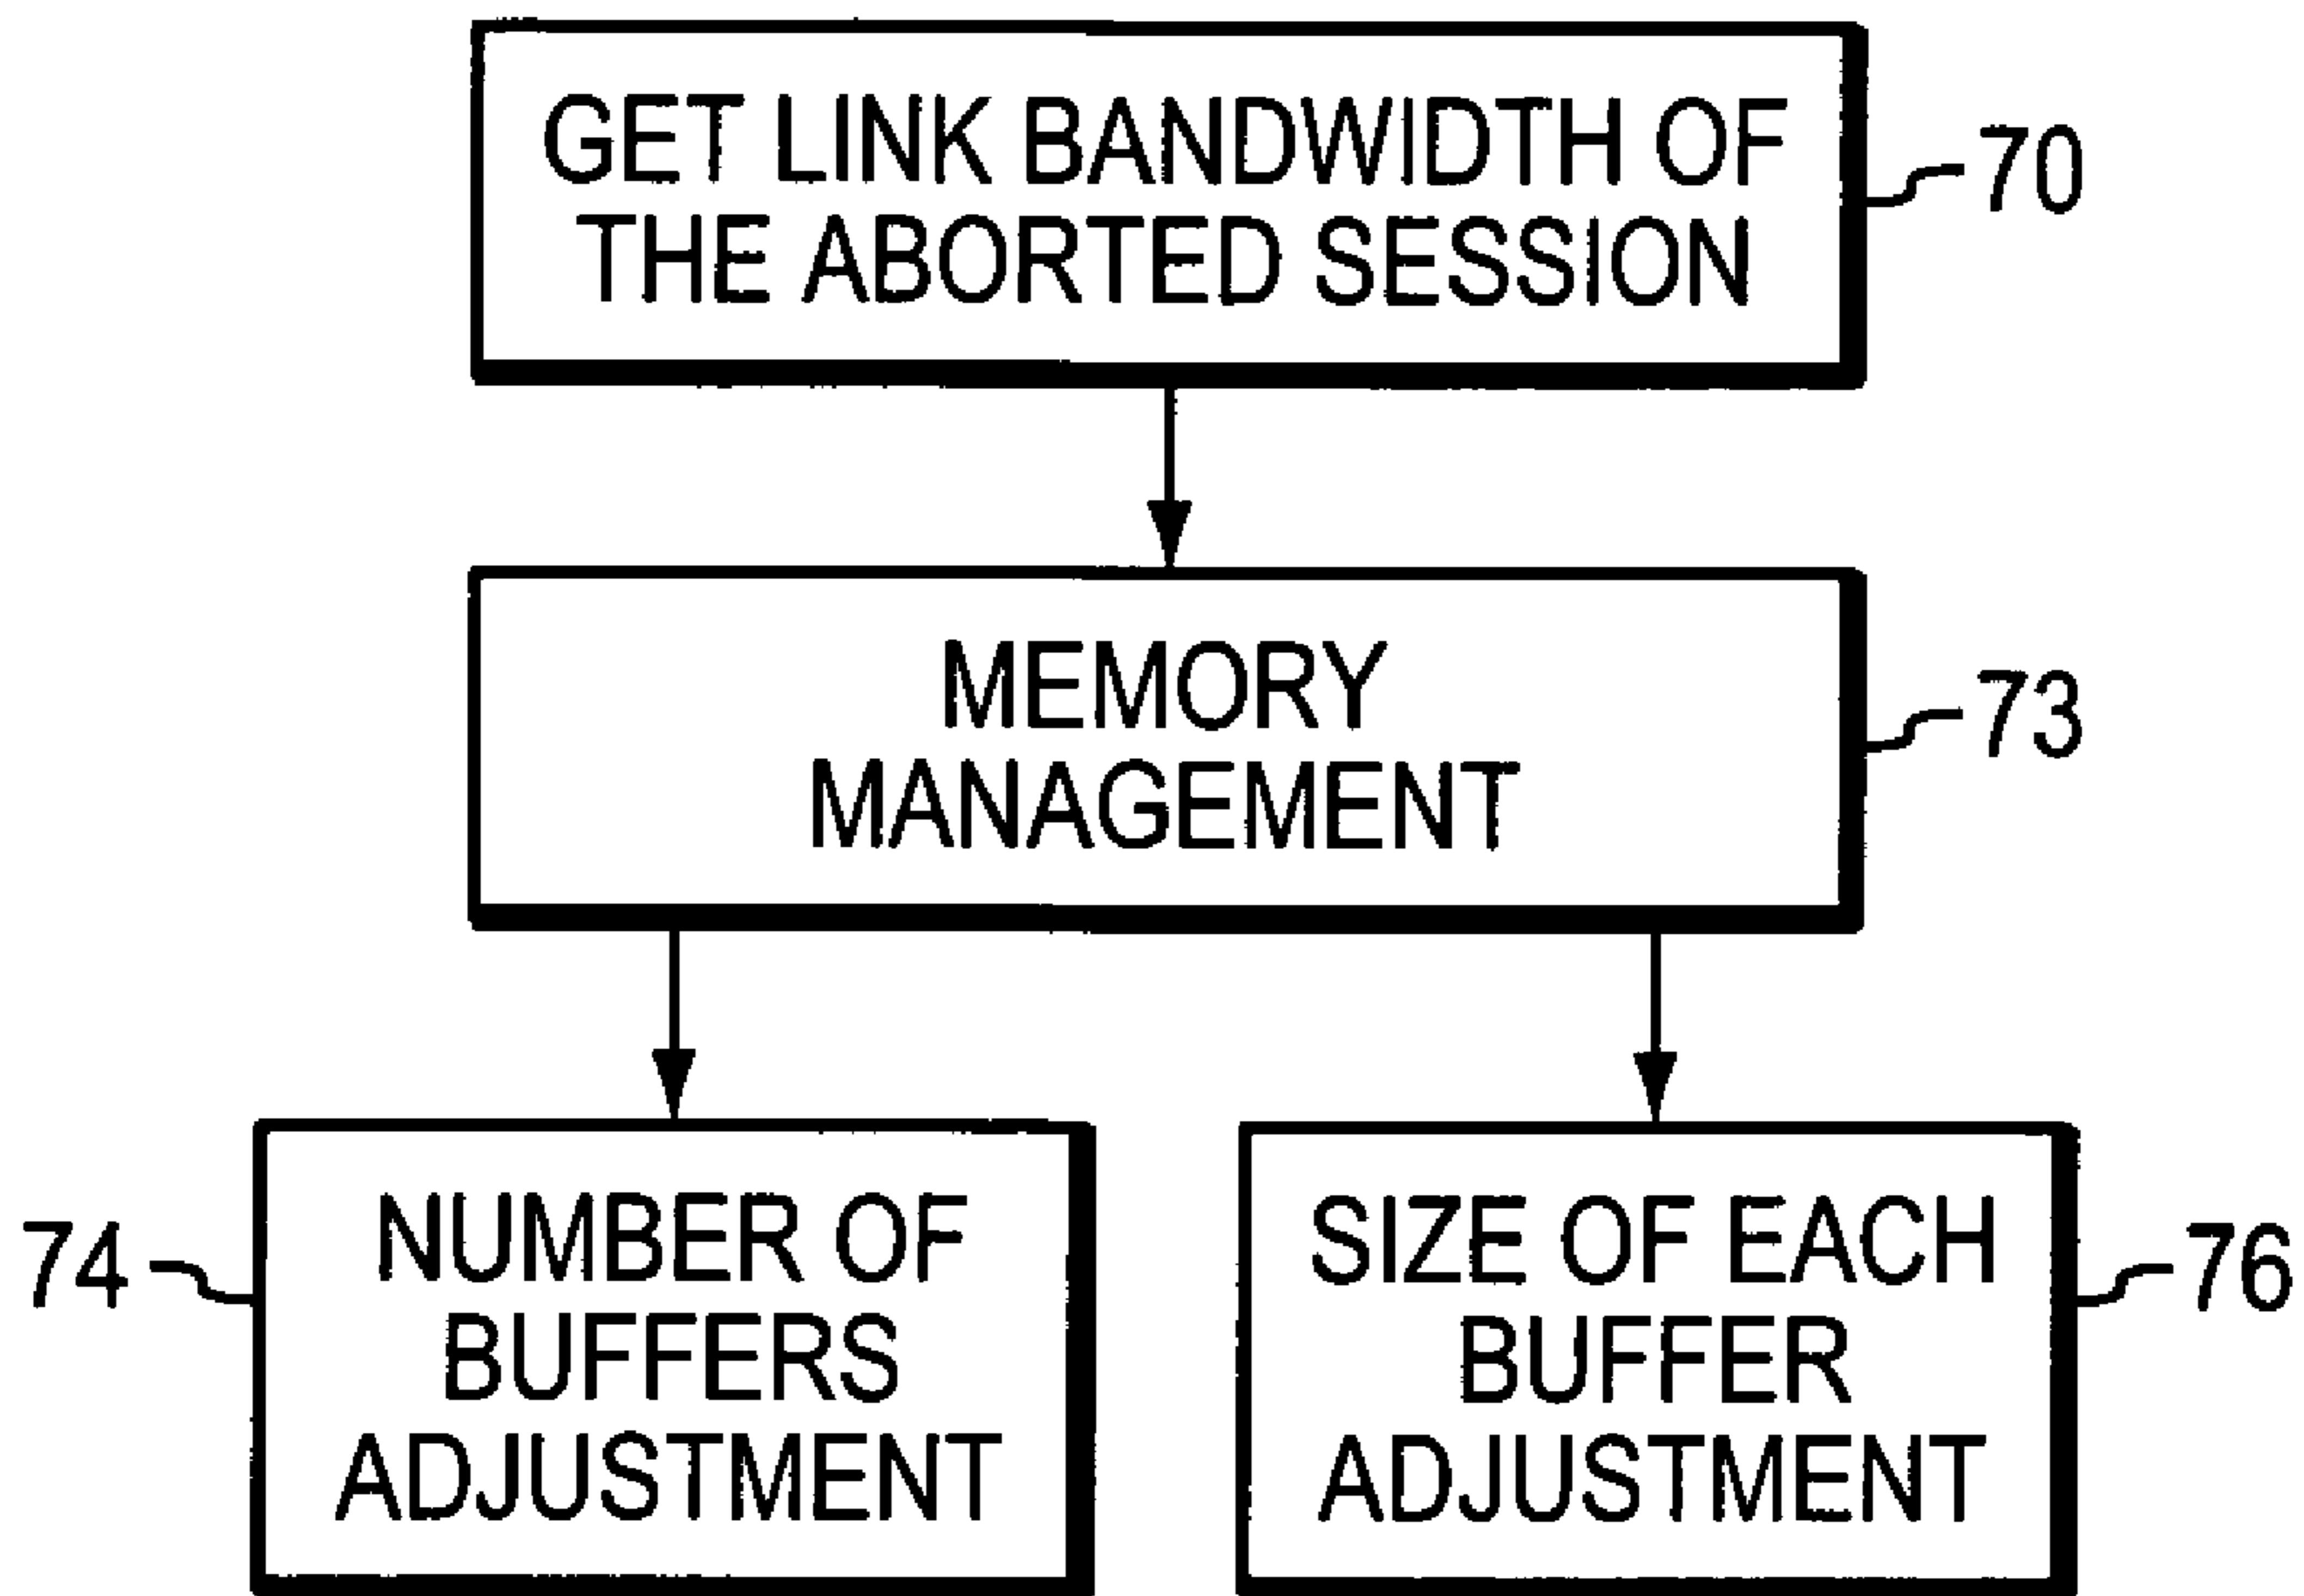 GET LINK BANDWIDTH OF
THE ABORTED SESSION
70
MEMORY
MANAGEMENT
73
74
NUMBER OF
BUFFERS
ADJUSTMENT
SIZE OF EACH
BUFFER
ADJUSTMENT
76